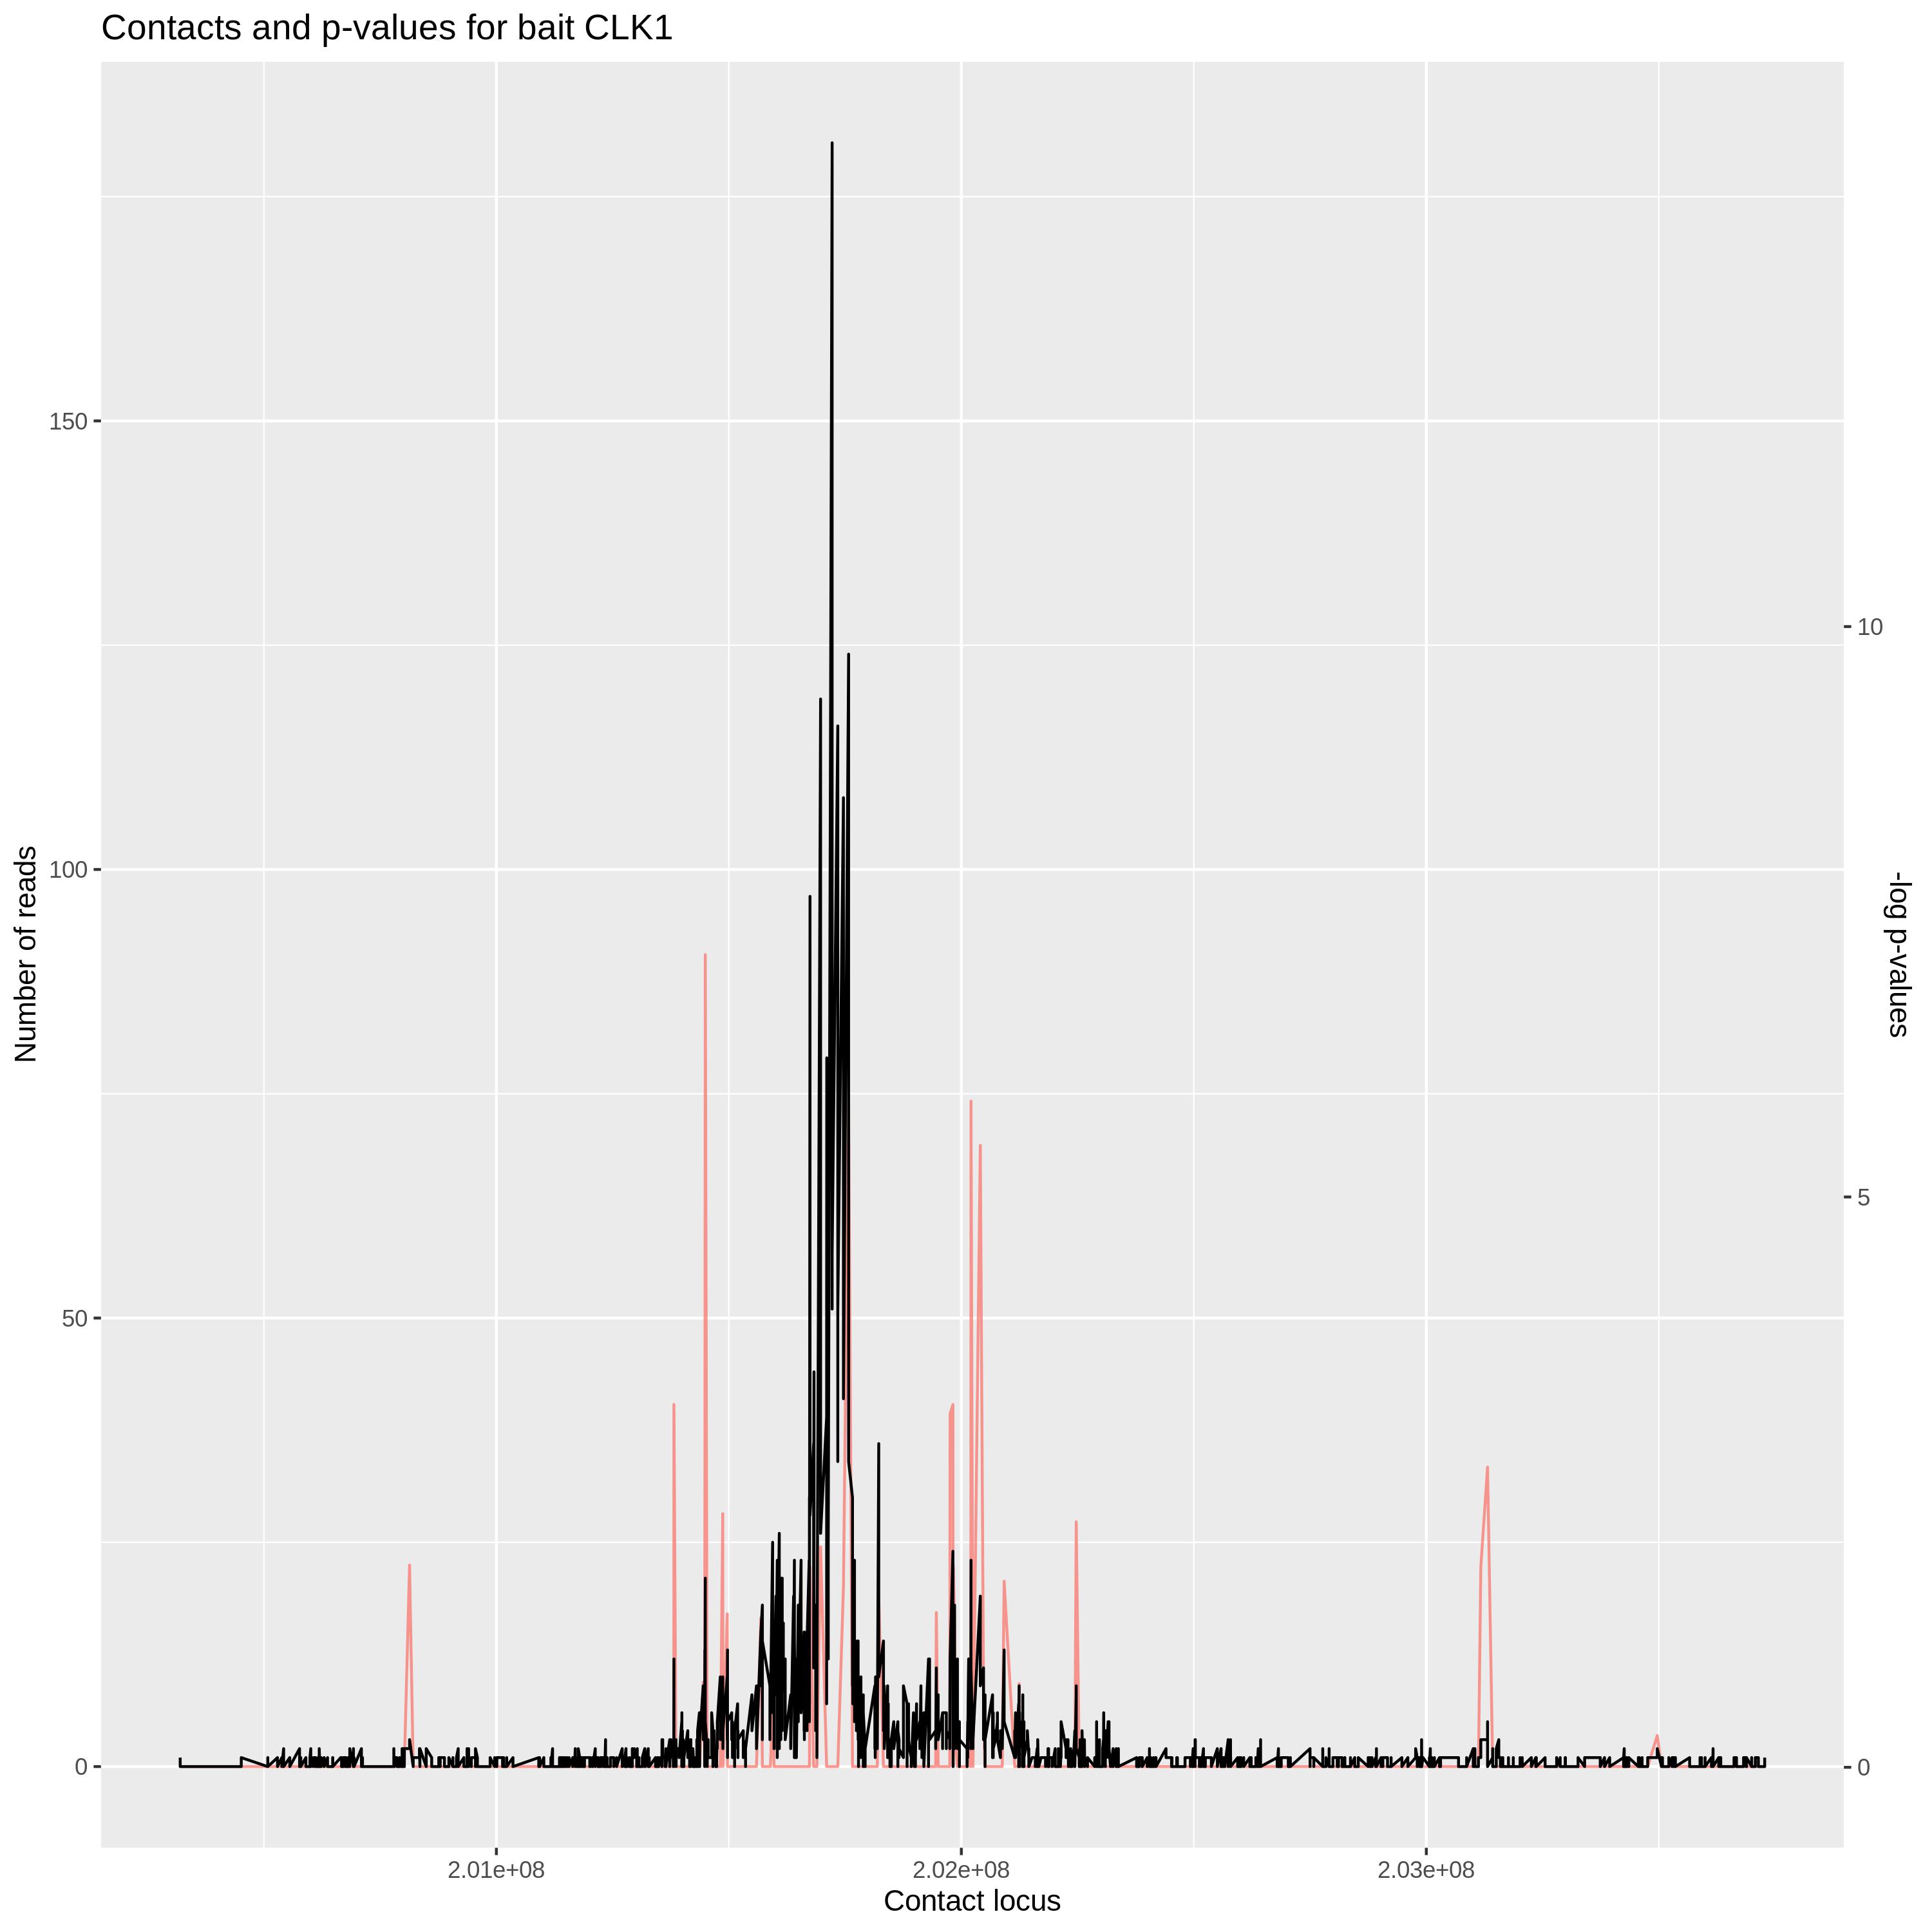 Contacts and p-values for bait CLK1
150
100
50
0
Number of reads
10
5
0
-log p-values
2.01e+08
2.02e+08
2.03e+08
Contact locus